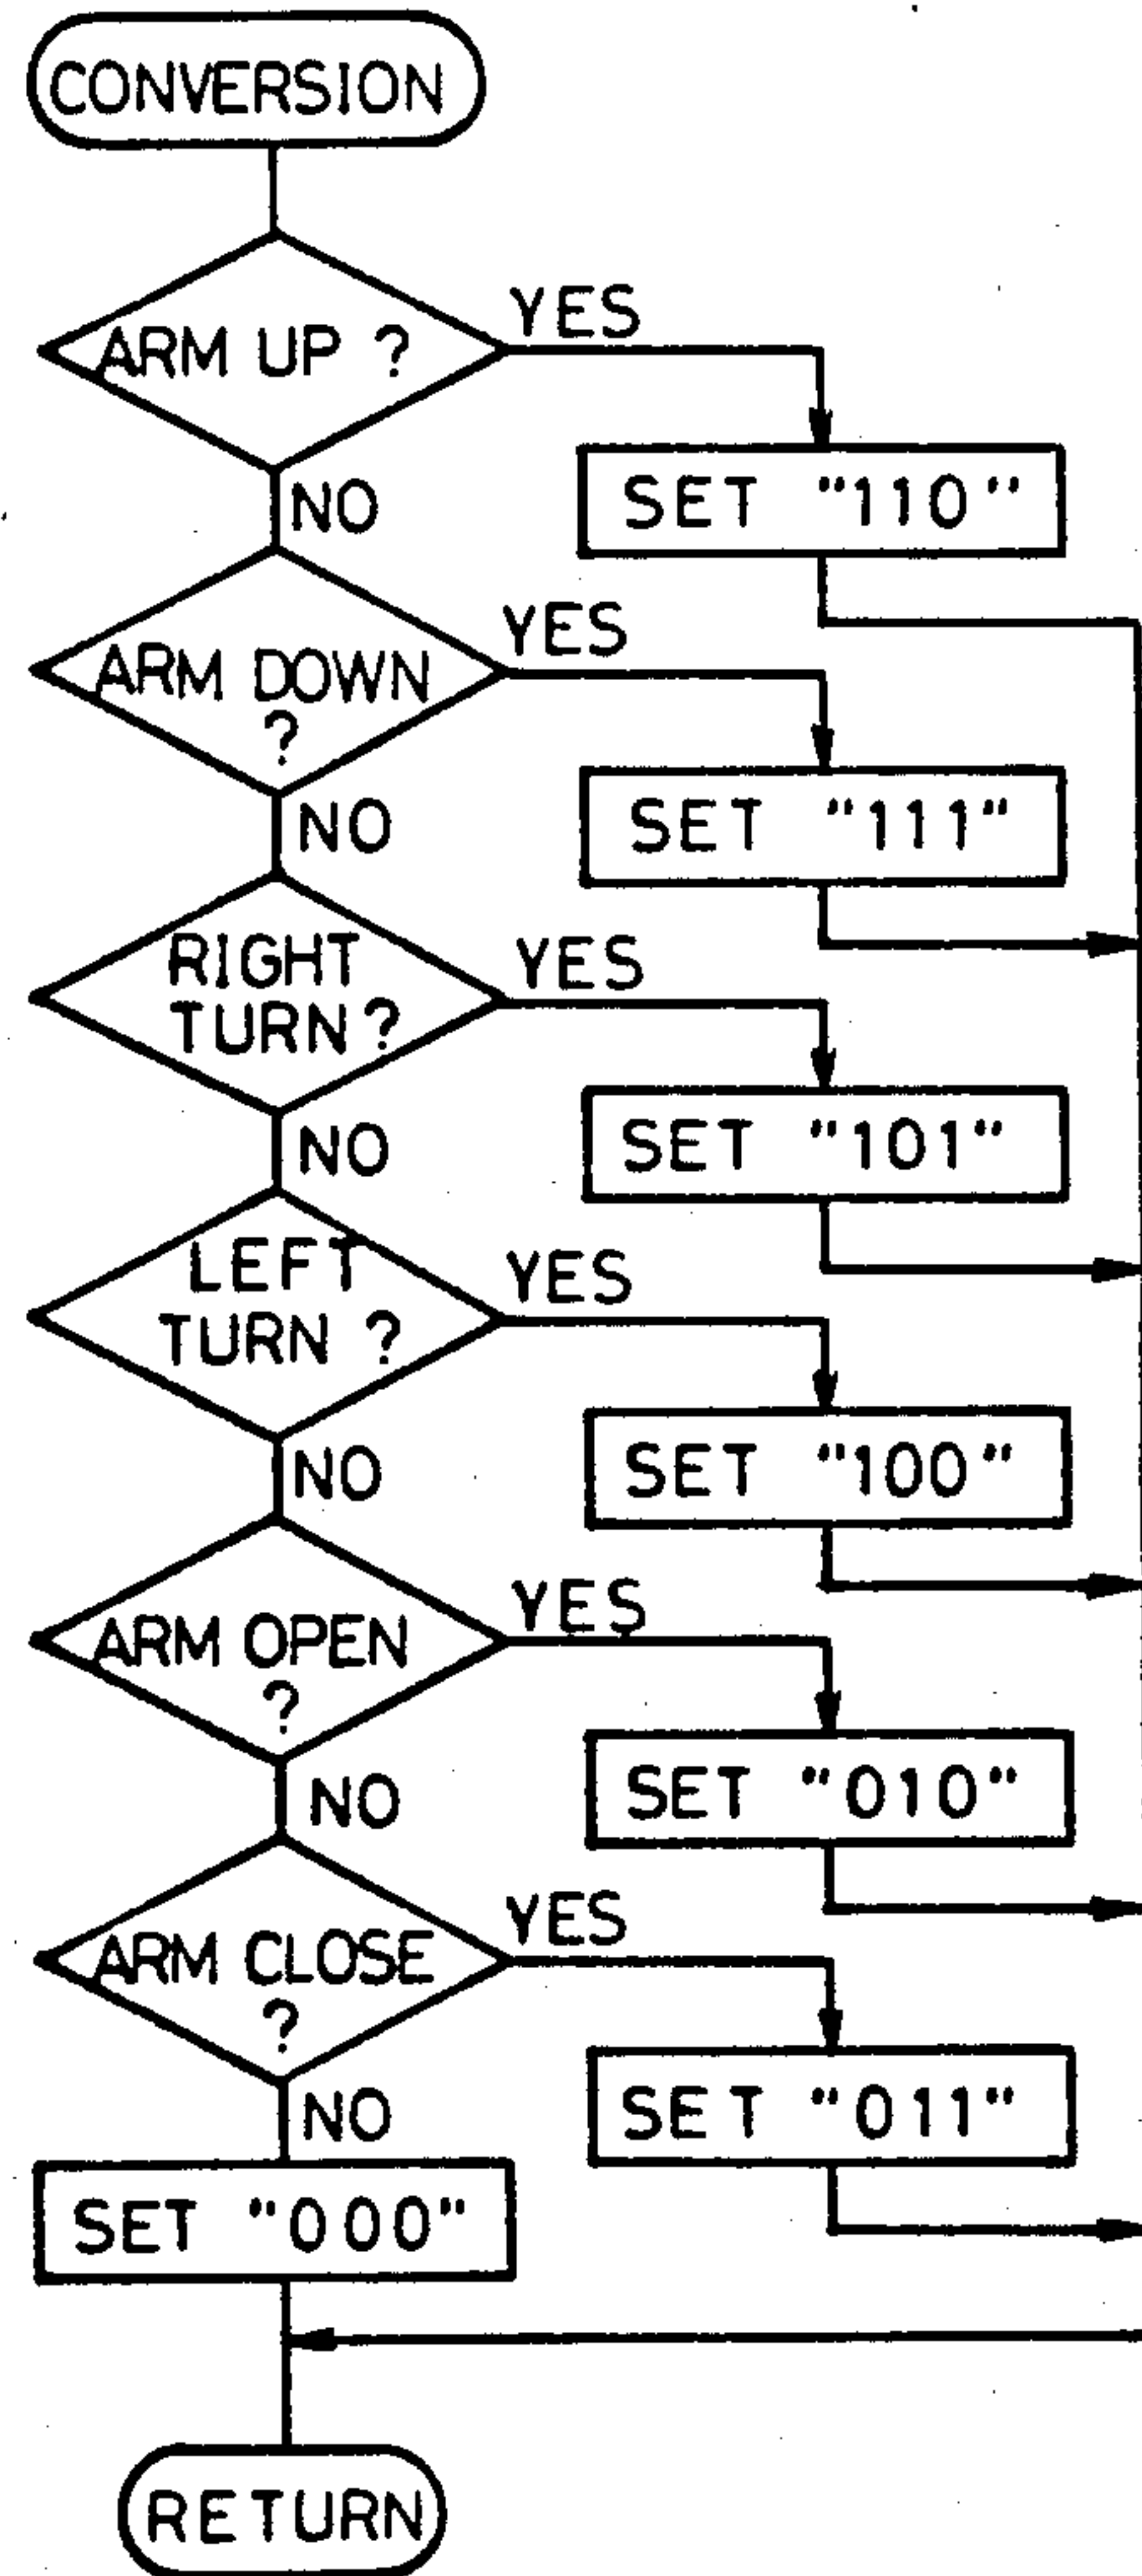 CONVERSION
ARM UP ?
YES
SET "110"
NO
ARM DOWN
?
YES
SET "111"
NO
RIGHT
TURN?
YES
SET "101"
NO
LEFT
TURN ?
YES
SET "100"
NO
ARM OPEN
?
YES
SET "010"
NO
ARM CLOSE
?
YES
SET "011"
NO
SET "000"
RETURN